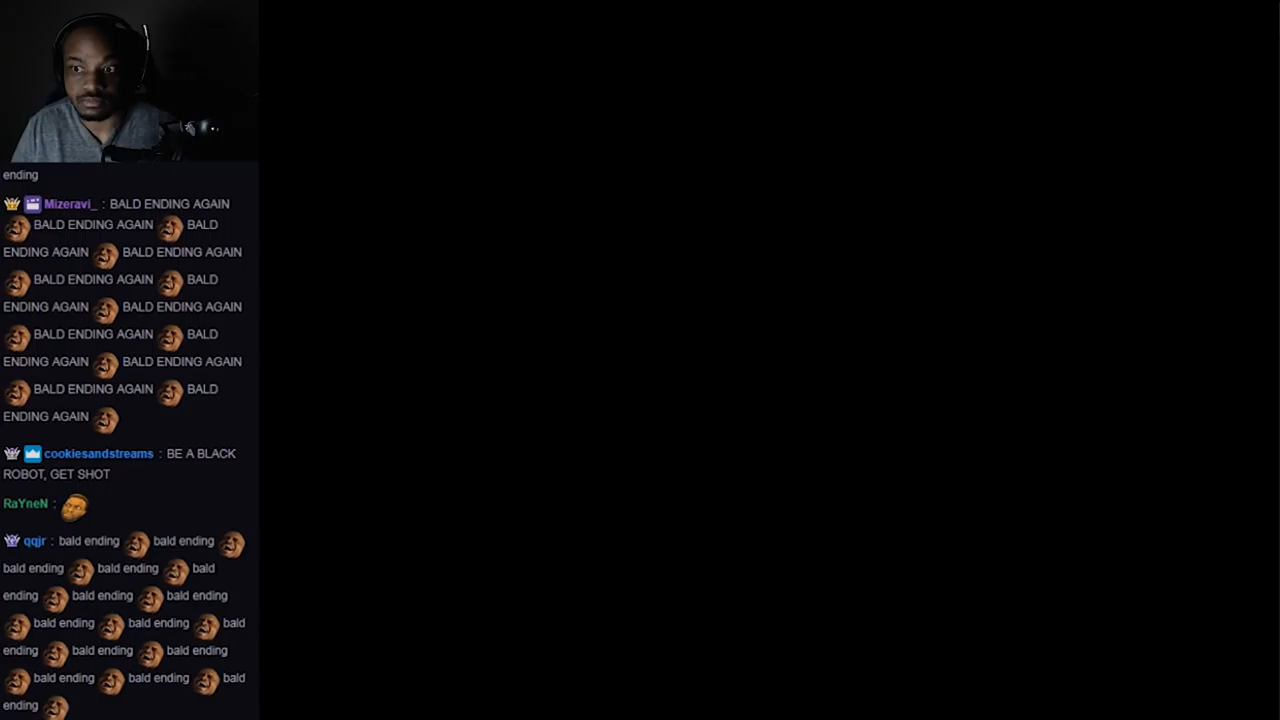 ending
Mizeravi_ : BALD ENDING AGAIN
BALD ENDING AGAIN BALD
ENDING AGAIN BALD ENDING AGAIN
BALD ENDING AGAIN BALD
ENDING AGAIN BALD ENDING AGAIN
BALD ENDING AGAIN BALD
ENDING AGAIN BALD ENDING AGAIN
BALD ENDING AGAIN BALD
ENDING AGAIN
cookiesandstreams : BE A BLACK
ROBOT, GET SHOT
RaYneN :
qqjr : bald ending bald ending
bald ending bald ending bald
ending bald ending bald ending
bald ending bald ending bald
ending bald ending bald ending
bald ending bald ending bald
ending